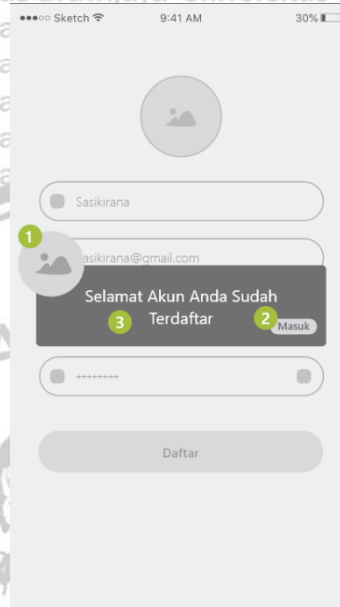 ●●●○○ Sketch 9:41 AM 30%
Sasikirana
1
asikirana@gmail.com
Selamat Akun Anda Sudah
3 Terdaftar 2
Masuk
********
Daftar